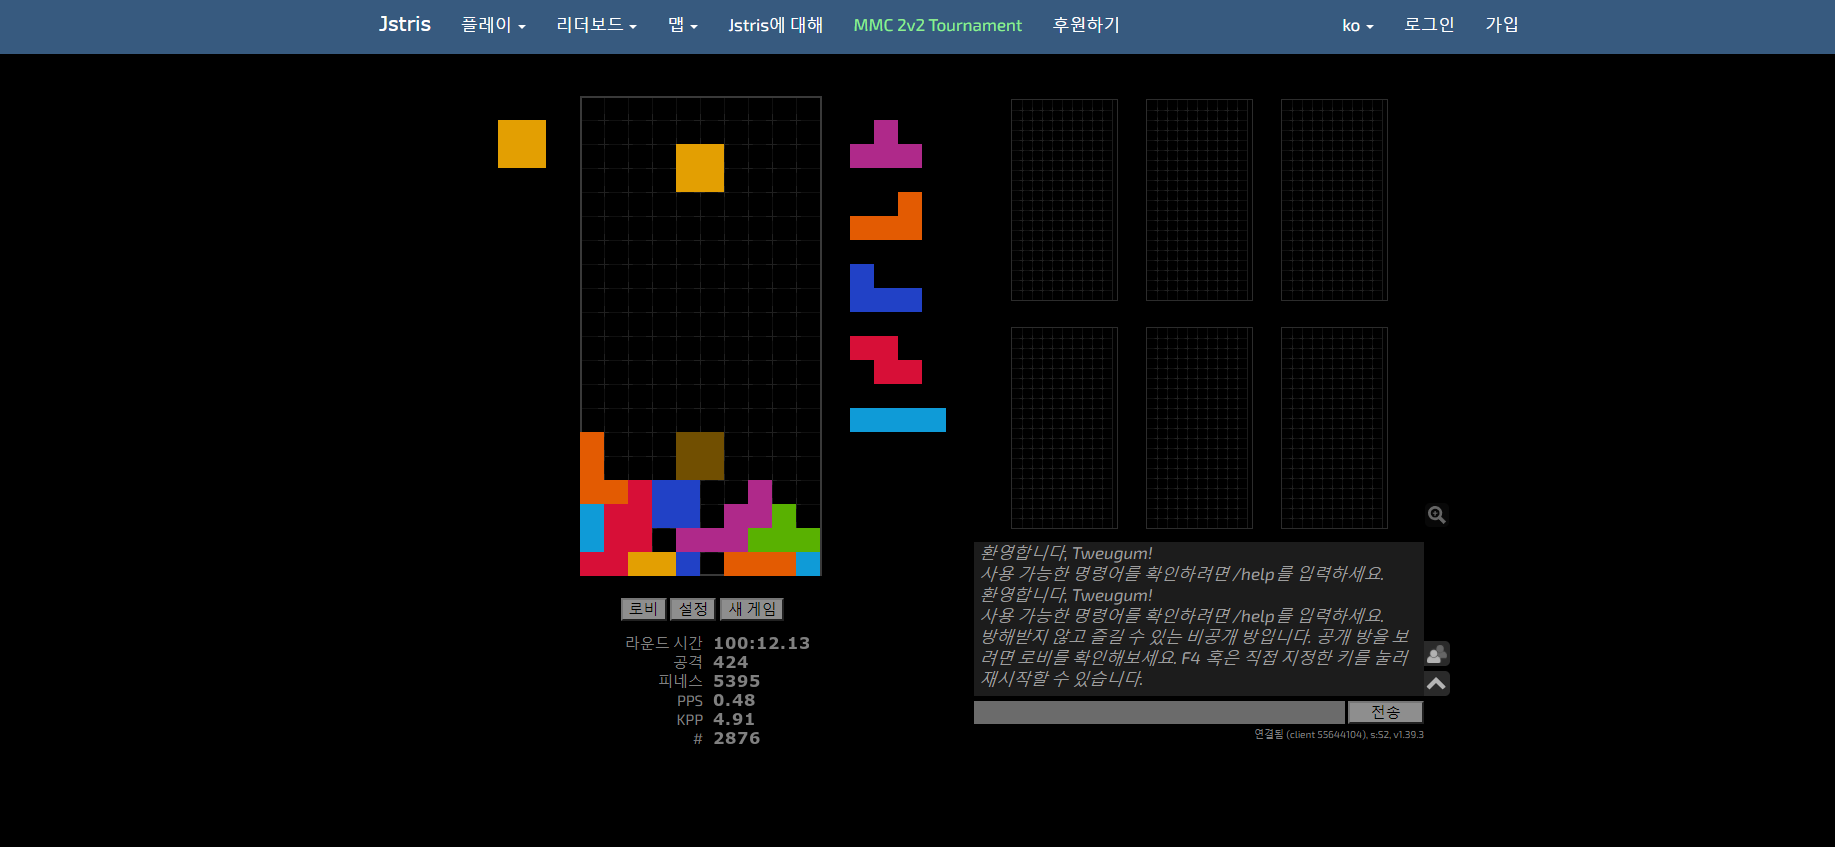 Jstris 플레이 리더보드 맵 Jstris에 대해 MMC 2v2 Tournament 후원하기 ko 로그인 가입
환영합니다, Tweugum!
사용 가능한 명령어를 확인하려면 /help를 입력하세요.
환영합니다, Tweugum!
사용 가능한 명령어를 확인하려면 /help를 입력하세요.
방해받지 않고 즐길 수 있는 비공개 방입니다. 공개 방을 보
려면 로비를 확인해보세요. F4 혹은 직접 지정한 키를 눌러
재시작할 수 있습니다.
전송
연결됨 (client 55644104), s:52, v1.39.3
로비 설정 새 게임
라운드 시간 100:12.13
공격 424
피네스 5395
PPS 0.48
KPP 4.91
# 2876